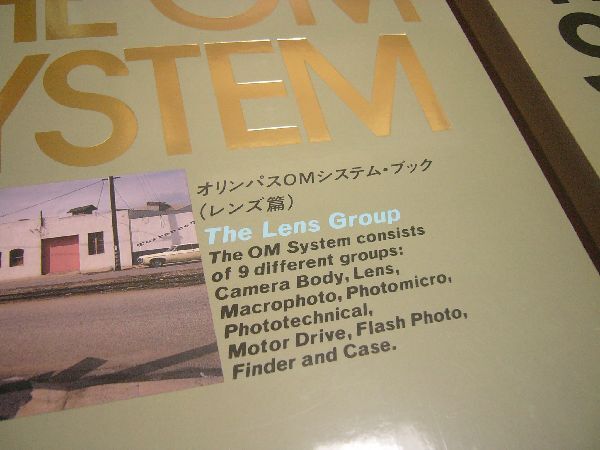 THE OM
SYSTEM
オリンパスOMシステム・ブック
(レンズ篇)
The Lens Group
The OM System consists
of 9 different groups:
Camera Body, Lens,
Macrophoto, Photomicro,
Phototechnical,
Motor Drive, Flash Photo,
Finder and Case.